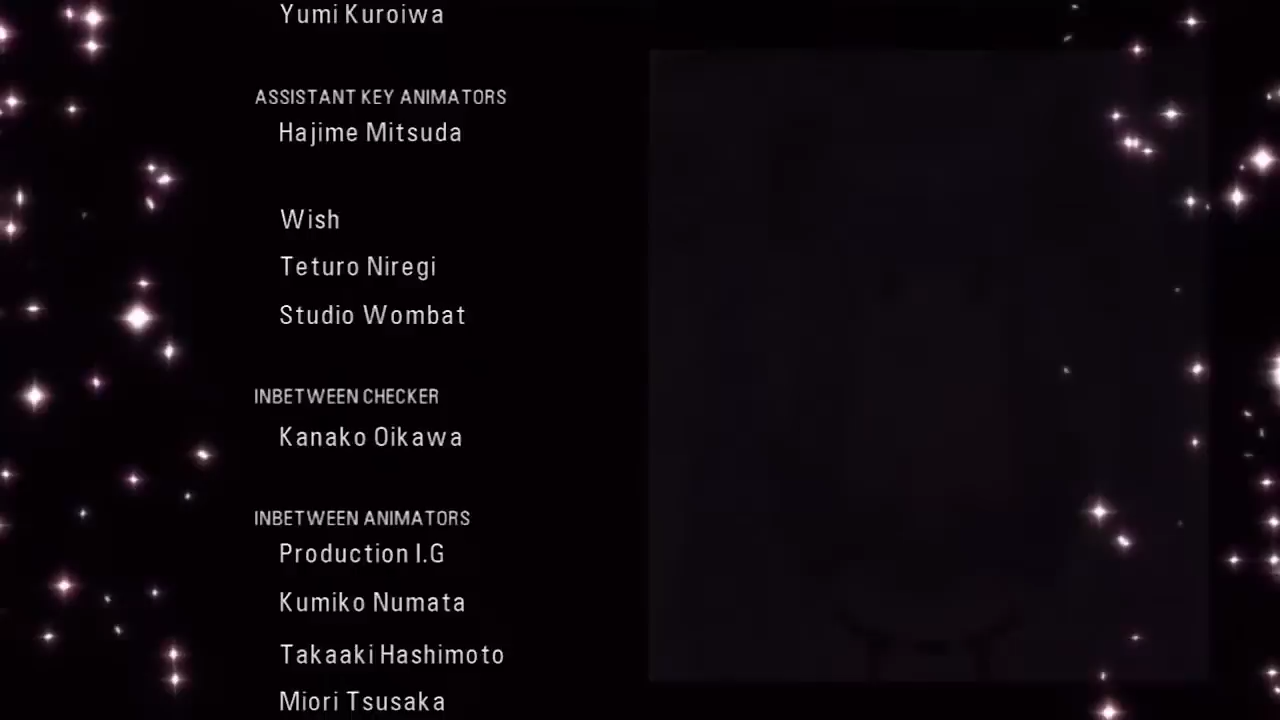 Yumi Kuroiwa
ASSISTANT KEY ANIMATORS
Hajime Mitsuda
Wish
Teturo Niregi
Studio Wombat
INBETWEEN CHECKER
Kanako Oikawa
INBETWEEN ANIMATORS
Production I.G
Kumiko Numata
Takaaki Hashimoto
Miori Tsusaka